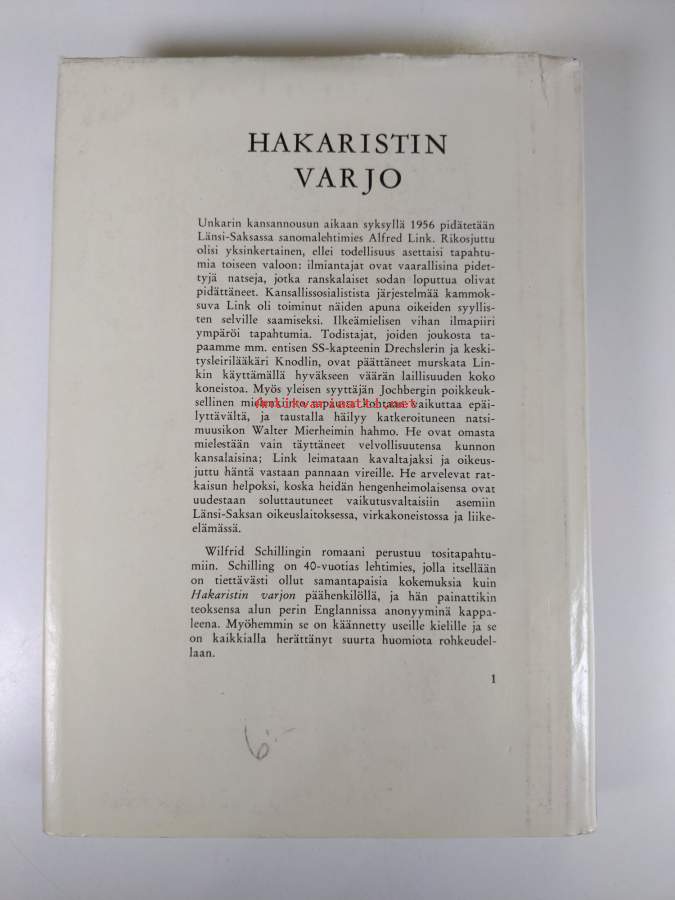 HAKARISTIN
VARJO
Unkarin kansannousun aikaan syksyllä 1956 pidätetään
Länsi-Saksassa sanomalehtimies Alfred Link. Rikosjuttu
olisi yksinkertainen, ellei todellisuus asettaisi tapahtu-
mia toiseen valoon: ilmiantajat ovat vaarallisina pidet-
tyjä natseja, jotka ranskalaiset sodan loputtua olivat
pidättäneet. Kansallissosialistista järjestelmää kammok-
suva Link oli toiminut näiden apuna oikeiden syyllis-
ten selville saamiseksi. Ilkeämielisen vihan ilmapiiri
ympäröi tapahtumia. Todistajat, joiden joukosta ta-
paamme mm. entisen SS-kapteenin Drechslerin ja keski-
tysleirilääkäri Knodlin, ovat päättäneet murskata Lin-
kin käyttämällä hyväkseen väärän laillisuuden koko
koneistoa. Myös yleisen syyttäjän Jochbergin poikkeuk-
sellinen mielenkiinto tapausta kohtaan vaikuttaa epäi-
lyttävältä, ja taustalla häilyy katkeroituneen natsi-
muusikon Walter Mierheimin hahmo. He ovat omasta
mielestään vain täyttäneet velvollisuutensa kunnon
kansalaisina; Link leimataan kavaltajaksi ja oikeus-
juttu häntä vastaan pannaan vireille. He arvelevat rat-
kaisun helpoksi, koska heidän hengenheimolaisensa ovat
uudestaan soluttautuneet vaikutusvaltaisiin asemiin
Länsi-Saksan oikeuslaitoksessa, virkakoneistossa ja liike-
elämässä.
Wilfrid Schillingin romaani perustuu tositapahtu-
miin. Schilling on 40-vuotias lehtimies, jolla itsellään
on tiettävästi ollut samantapaisia kokemuksia kuin
Hakaristin varjon päähenkilöllä, ja hän painattikin
teoksensa alun perin Englannissa anonyyminä kappa-
leena. Myöhemmin se on käännetty useille kielille ja se
on kaikkialla herättänyt suurta huomiota rohkeudel-
laan.
1
6:-